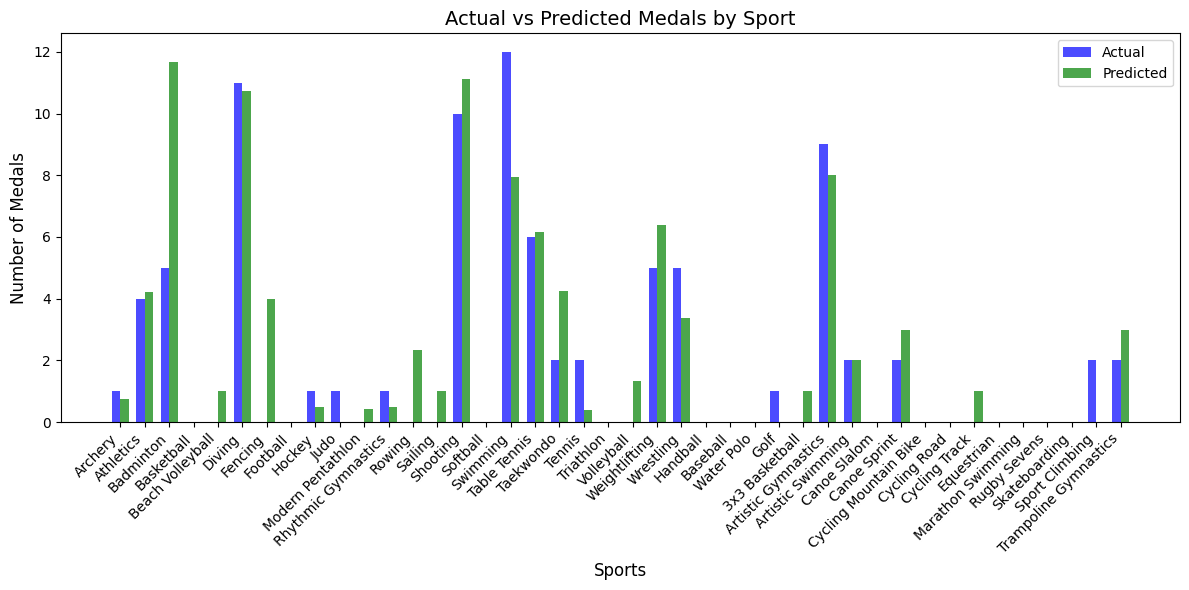 Actual vs Predicted Medals by Sport
Actual
Predicted
Number of Medals
12
10
8
6
4
2
0
Archery
Athletics
Badminton
Basketball
Beach Volleyball
Diving
Fencing
Football
Hockey
Judo
Modern Pentathlon
Rhythmic Gymnastics
Rowing
Sailing
Shooting
Softball
Swimming
Table Tennis
Taekwondo
Tennis
Triathlon
Volleyball
Weightlifting
Wrestling
Handball
Baseball
Water Polo
Golf
3x3 Basketball
Artistic Gymnastics
Artistic Swimming
Canoe Slalom
Canoe Sprint
Cycling Mountain Bike
Cycling Road
Cycling Track
Equestrian
Marathon Swimming
Rugby Sevens
Skateboarding
Sport Climbing
Trampoline Gymnastics
Sports